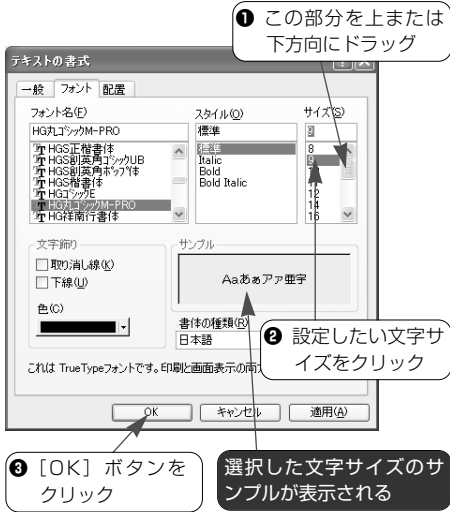 ❶ この部分を上または
下方向にドラッグ
テキストの書式
一般 フォント 配置
フォント名(F)
スタイル(O)
サイズ(S)
HG丸ゴシックM-PRO
標準
9
HGS正楷書体
HGS創英角ゴシックUB
HGS創英角ポップ体
HGS楷書体
HGゴシックE
HG丸ゴシックM-PRO
HG祥南行書体
標準
Italic
Bold
Bold Italic
8
9
11
12
14
16
文字飾り
取り消し線(K)
下線(U)
色(C)
サンプル
Aaあぁアァ亜宇
書体の種類(R)
日本語
❷ 設定したい文字サ
イズをクリック
これは TrueTypeフォントです。印刷と画面表示の両
OK
キャンセル
適用(A)
❸ [OK] ボタンを
クリック
選択した文字サイズのサ
ンプルが表示される